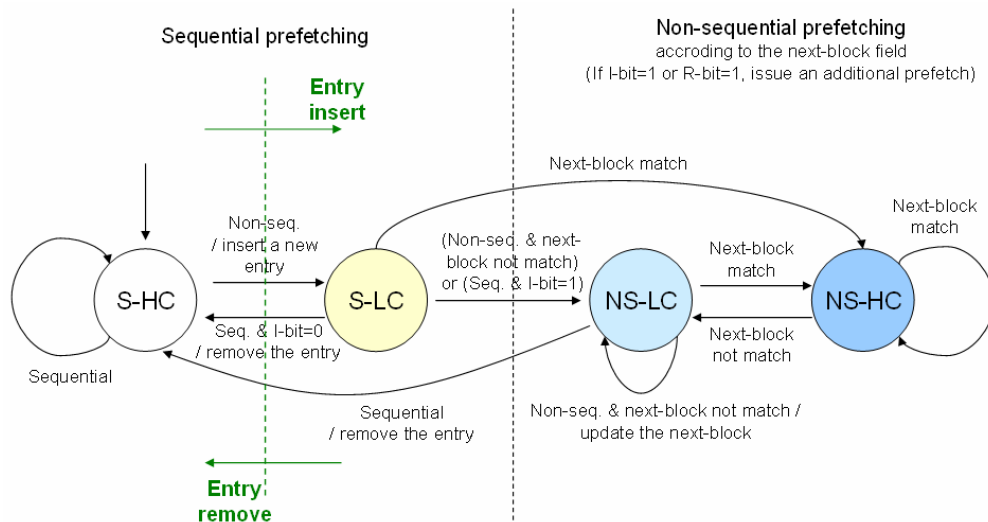 Sequential prefetching
Non-sequential prefetching
accroding to the next-block field
(If I-bit=1 or R-bit=1, issue an additional prefetch)
Entry
insert
Next-block match
Next-block
match
Non-seq.
/ insert a new
entry
(Non-seq. & next-
block not match)
or (Seq. & I-bit=1)
Next-block
match
S-HC
S-LC
NS-LC
NS-HC
Seq. & I-bit=0
/ remove the entry
Next-block
not match
Sequential
Sequential
/ remove the entry
Non-seq. & next-block not match /
update the next-block
Entry
remove